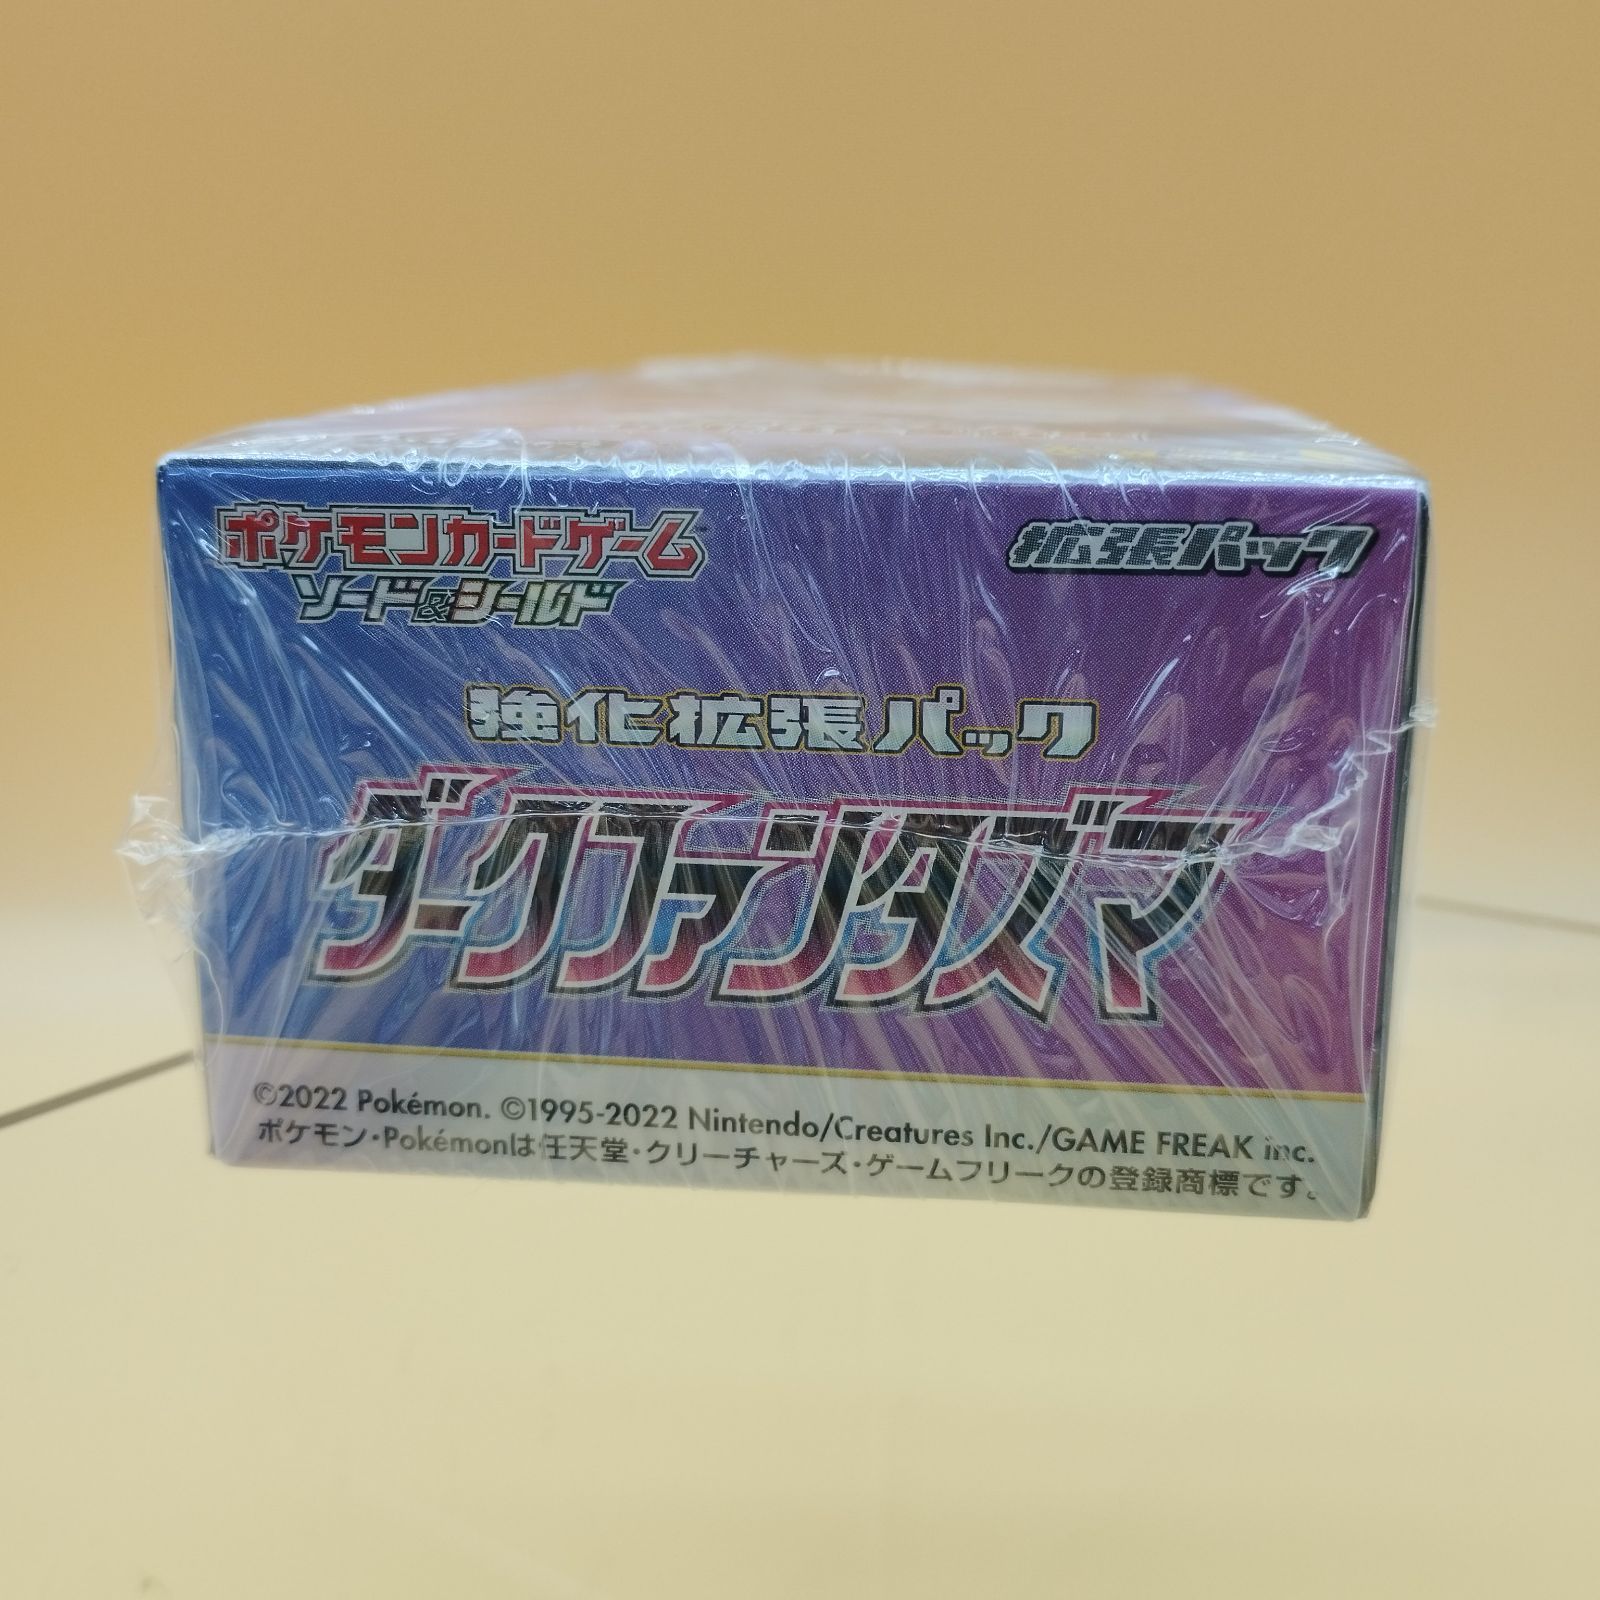 ポケモンカードゲーム
ソード&シールド
拡張パック
強化拡張パック
ダークファンタズマ
©2022 Pokémon. ©1995-2022 Nintendo/Creatures Inc./GAME FREAK inc.
ポケモン・Pokémonは任天堂・クリーチャーズ・ゲームフリークの登録商標です。